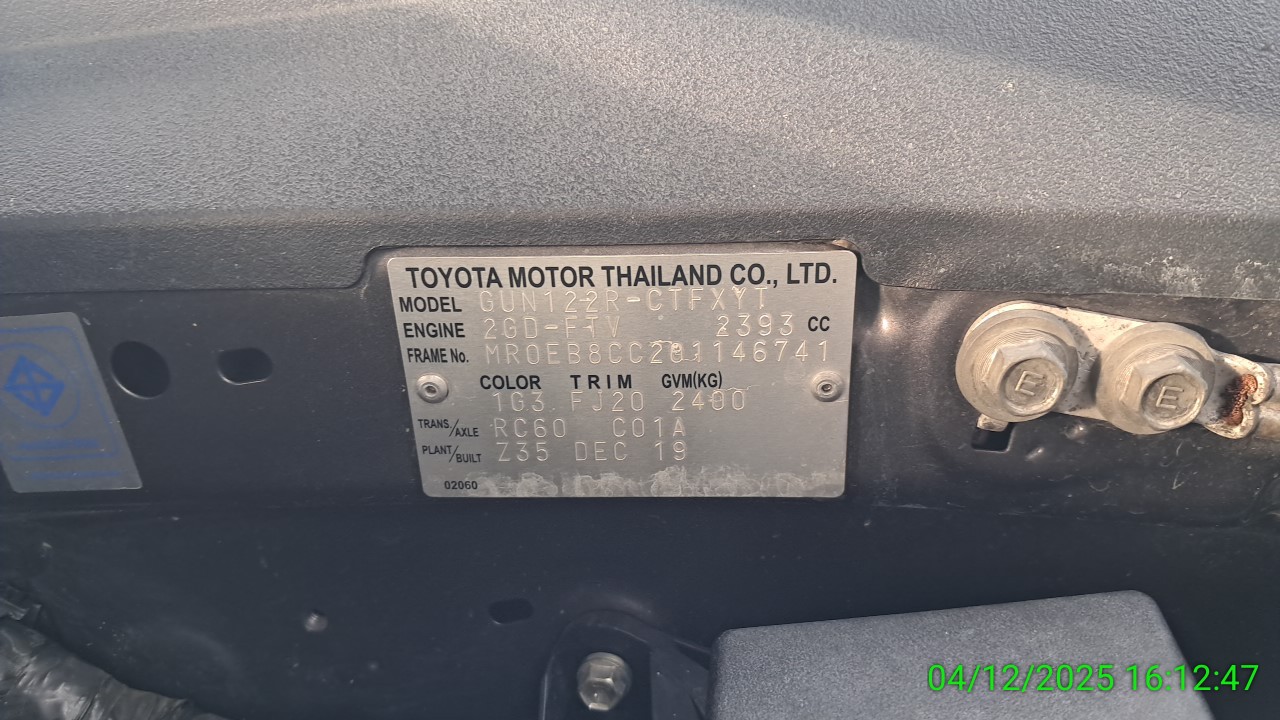 TOYOTA MOTOR THAILAND CO., LTD.
MODEL GUN122R-CTFXYT
ENGINE 2GD-FTV 2393 CC
FRAME No. MR0EB8CC201146741
COLOR TRIM GVM(KG)
1G3 FJ20 2400
TRANS./AXLE RC60 C01A
PLANT/BUILT Z35 DEC 19
02060
E E
04/12/2025 16:12:47